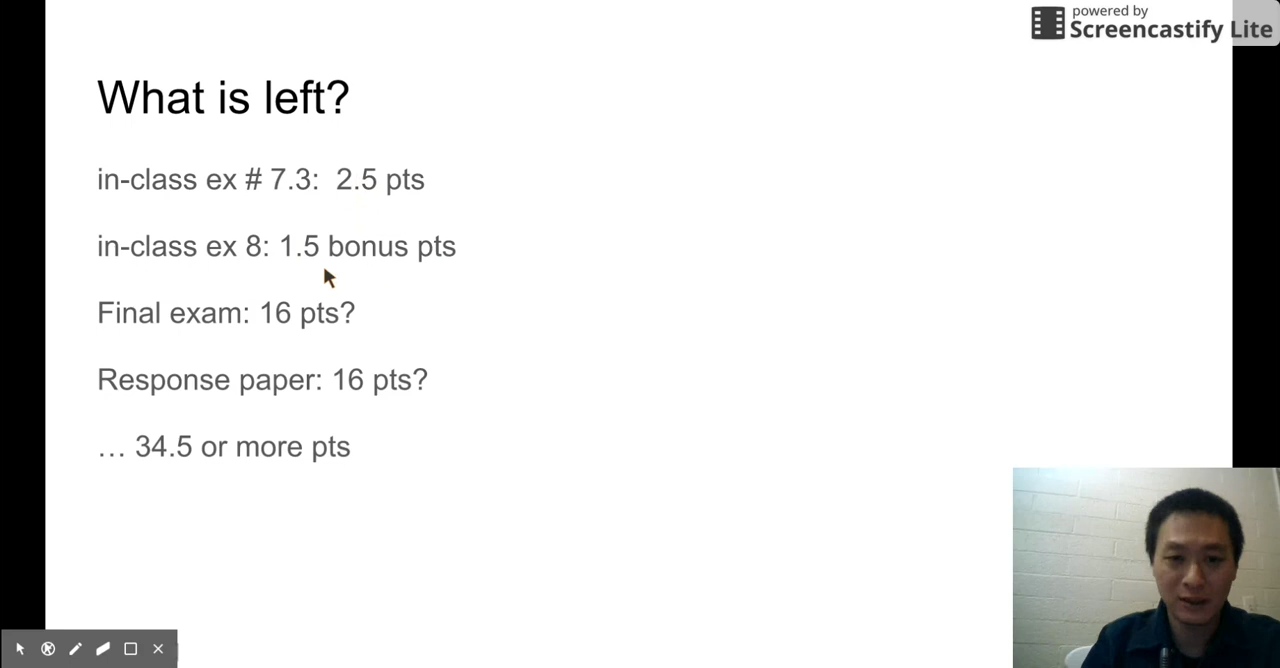 powered by
Screencastify Lite
What is left?
in-class ex # 7.3:  2.5 pts
in-class ex 8: 1.5 bonus pts
Final exam: 16 pts?
Response paper: 16 pts?
… 34.5 or more pts